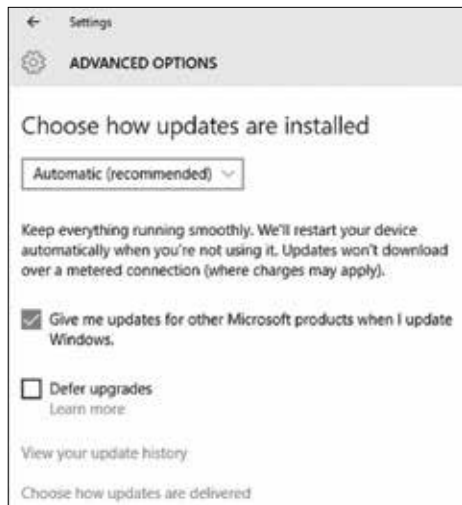 Settings
ADVANCED OPTIONS
Choose how updates are installed
Automatic (recommended)
Keep everything running smoothly. We'll restart your device
automatically when you're not using it. Updates won't download
over a metered connection (where charges may apply).
Give me updates for other Microsoft products when I update
Windows.
Defer upgrades
Learn more
View your update history
Choose how updates are delivered